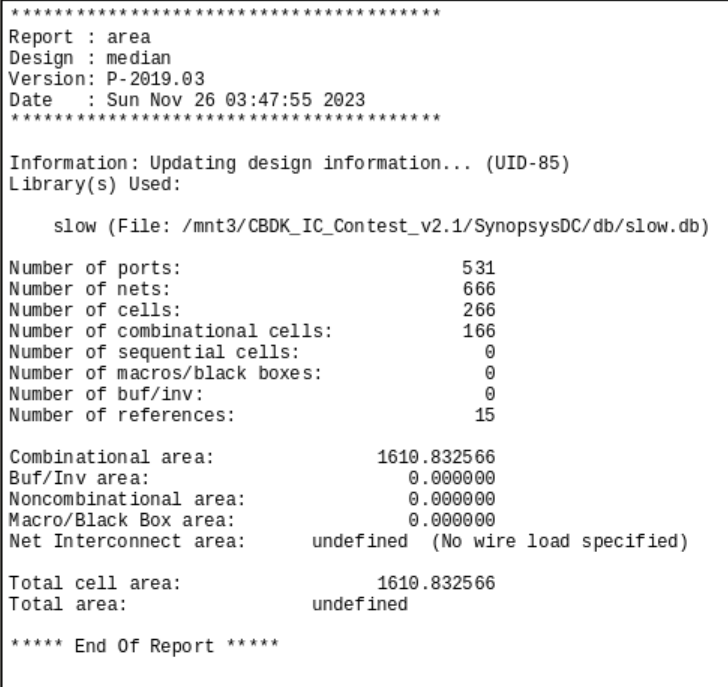 ****************************************
Report : area
Design : median
Version: P-2019.03
Date   : Sun Nov 26 03:47:55 2023
****************************************
Information: Updating design information... (UID-85)
Library(s) Used:
    slow (File: /mnt3/CBDK_IC_Contest_v2.1/SynopsysDC/db/slow.db)
Number of ports:                          531
Number of nets:                           666
Number of cells:                          266
Number of combinational cells:            166
Number of sequential cells:                 0
Number of macros/black boxes:               0
Number of buf/inv:                          0
Number of references:                      15
Combinational area:               1610.832566
Buf/Inv area:                        0.000000
Noncombinational area:               0.000000
Macro/Black Box area:                0.000000
Net Interconnect area:      undefined  (No wire load specified)
Total cell area:                  1610.832566
Total area:                 undefined
***** End Of Report *****